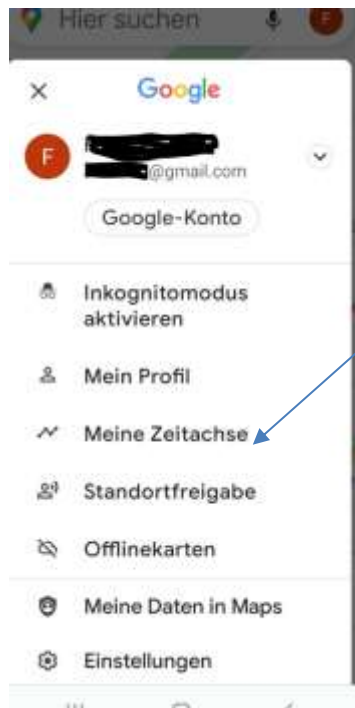 Hier suchen
F
Google
F
@gmail.com
Google-Konto
Inkognitomodus
aktivieren
Mein Profil
Meine Zeitachse
Standortfreigabe
Offlinekarten
Meine Daten in Maps
Einstellungen